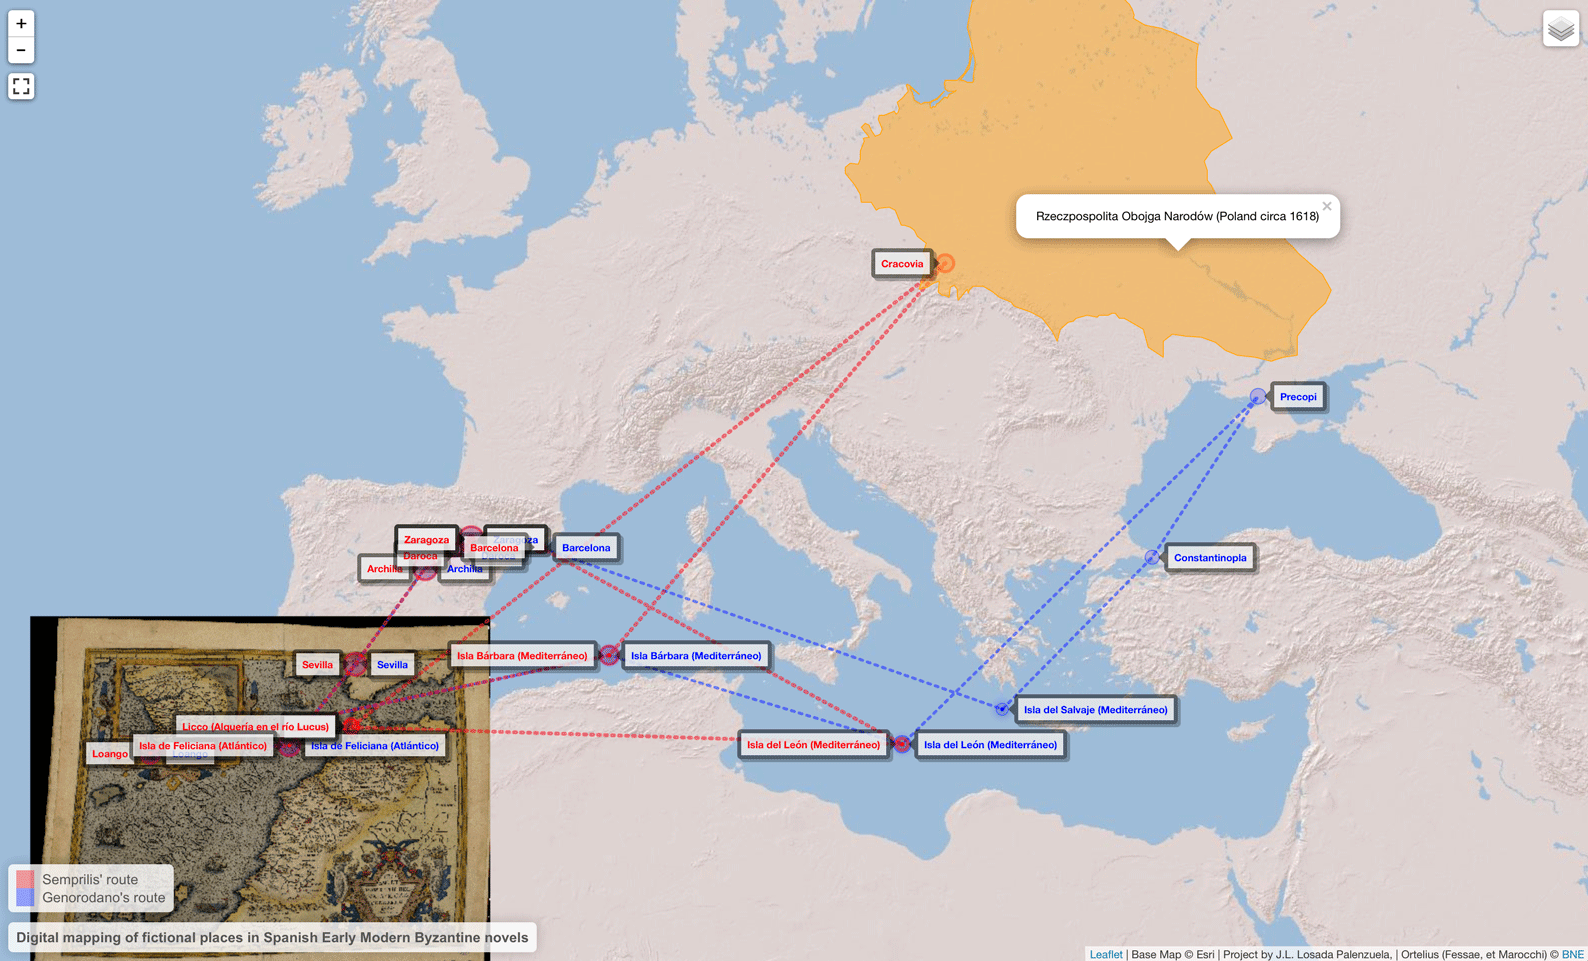 +
−
Rzeczpospolita Obojga Narodów (Poland circa 1618)
×
Cracovia
Precopi
Zaragoza
Zaragoza
Barcelona
Barcelona
Daroca
Archilla
Archilla
Constantinopla
Isla Bárbara (Mediterráneo)
Isla Bárbara (Mediterráneo)
Sevilla
Sevilla
Isla del Salvaje (Mediterráneo)
Licco (Alquería en el río Lucus)
Isla de Feliciana (Atlántico)
Isla de Feliciana (Atlántico)
Isla del León (Mediterráneo)
Isla del León (Mediterráneo)
Loango
Loango
Semprilis' route
Genorodano's route
Digital mapping of fictional places in Spanish Early Modern Byzantine novels
Leaflet | Base Map © Esri | Project by J.L. Losada Palenzuela, | Ortelius (Fessae, et Marocchi) © BNE